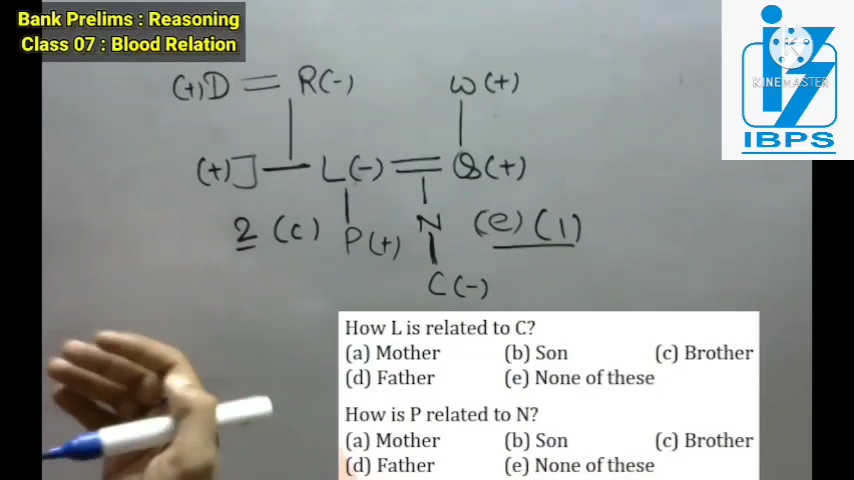 Bank Prelims : Reasoning
Class 07 : Blood Relation
KINEMASTER
IBPS
(+)D = R(-) W(+)
(+)J — L(-) = Q(+)
2 (c) P(+) N (e) (1)
C(-)
How L is related to C?
(a) Mother (b) Son (c) Brother
(d) Father (e) None of these
How is P related to N?
(a) Mother (b) Son (c) Brother
(d) Father (e) None of these